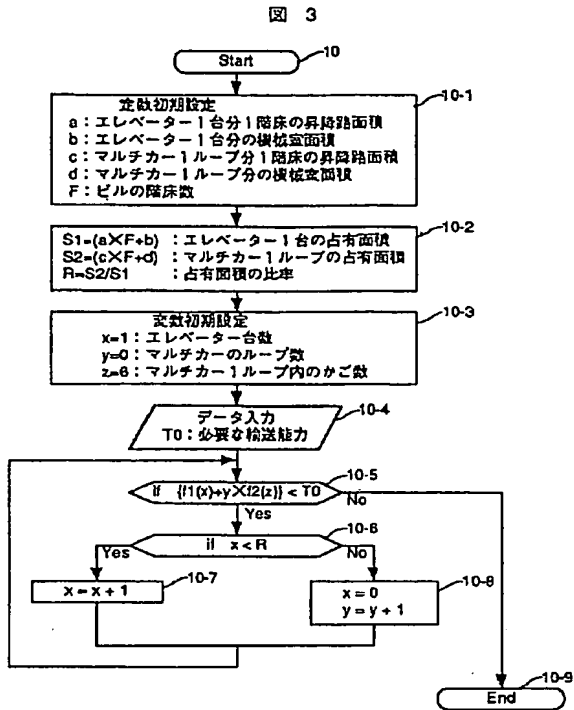 図 3
Start
10
定数初期設定
a：エレベーター1台分1階床の昇降路面積
b：エレベーター1台分の機械室面積
c：マルチカー1ループ分1階床の昇降路面積
d：マルチカー1ループ分の機械室面積
F：ビルの階床数
10-1
S1=(a×F+b)：エレベーター1台の占有面積
S2=(c×F+d)：マルチカー1ループの占有面積
R=S2/S1：占有面積の比率
10-2
変数初期設定
x=1：エレベーター台数
y=0：マルチカーのループ数
z=6：マルチカー1ループ内のかご数
10-3
データ入力
T0：必要な輸送能力
10-4
10-5
if {f1(x)+y×f2(z)} < T0
No
Yes
10-6
Yes
if x < R
No
x = x + 1
10-7
x = 0
y = y + 1
10-8
10-9
End